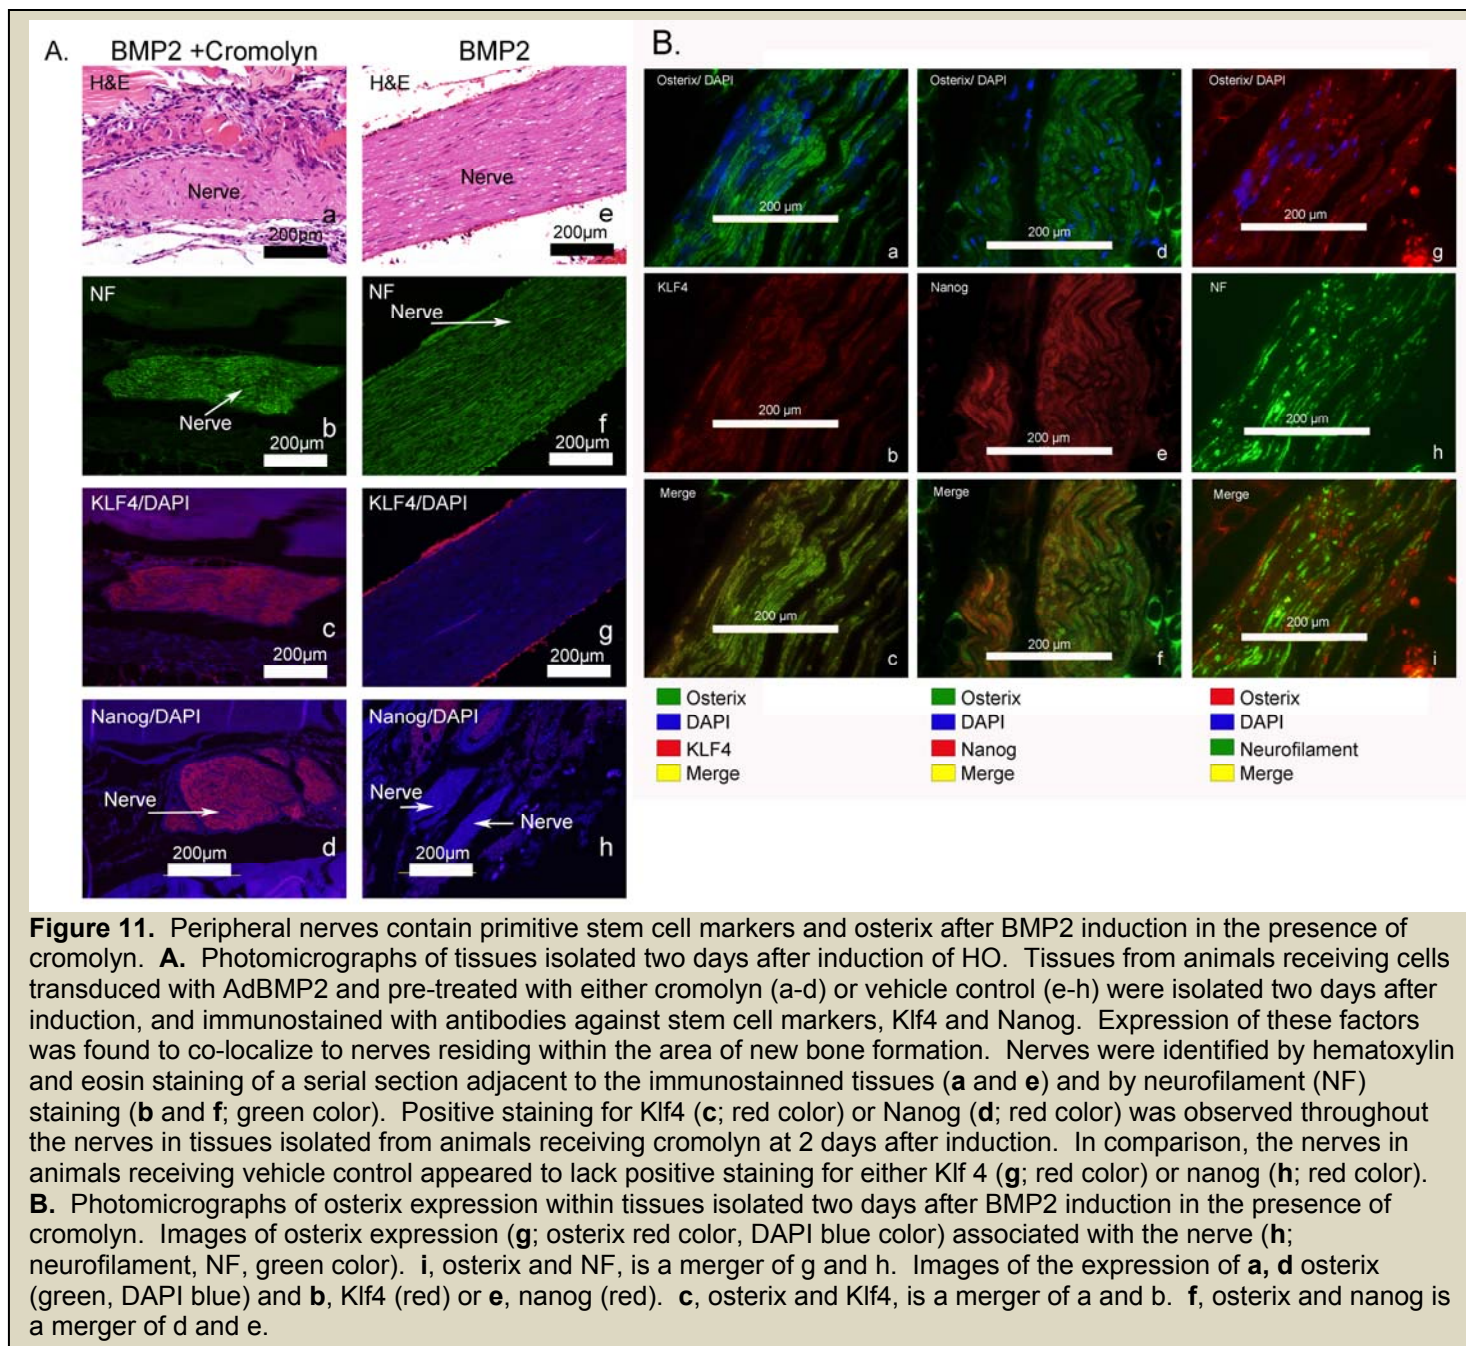 A.
BMP2 +Cromolyn
BMP2
H&E
Nerve
a
200µm
H&E
Nerve
e
200µm
NF
Nerve
b
200µm
NF
Nerve
f
200µm
KLF4/DAPI
c
200µm
KLF4/DAPI
g
200µm
Nanog/DAPI
Nerve
d
200µm
Nanog/DAPI
Nerve
Nerve
h
200µm
B.
Osterix/ DAPI
200 µm
a
Osterix/ DAPI
200 µm
d
Osterix/ DAPI
200 µm
g
KLF4
200 µm
b
Nanog
200 µm
e
NF
200 µm
h
Merge
200 µm
c
Merge
200 µm
f
Merge
200 µm
i
Osterix
DAPI
KLF4
Merge
Osterix
DAPI
Nanog
Merge
Osterix
DAPI
Neurofilament
Merge
Figure 11. Peripheral nerves contain primitive stem cell markers and osterix after BMP2 induction in the presence of
cromolyn. A. Photomicrographs of tissues isolated two days after induction of HO. Tissues from animals receiving cells
transduced with AdBMP2 and pre-treated with either cromolyn (a-d) or vehicle control (e-h) were isolated two days after
induction, and immunostained with antibodies against stem cell markers, Klf4 and Nanog. Expression of these factors
was found to co-localize to nerves residing within the area of new bone formation. Nerves were identified by hematoxylin
and eosin staining of a serial section adjacent to the immunostainned tissues (a and e) and by neurofilament (NF)
staining (b and f; green color). Positive staining for Klf4 (c; red color) or Nanog (d; red color) was observed throughout
the nerves in tissues isolated from animals receiving cromolyn at 2 days after induction. In comparison, the nerves in
animals receiving vehicle control appeared to lack positive staining for either Klf 4 (g; red color) or nanog (h; red color).
B. Photomicrographs of osterix expression within tissues isolated two days after BMP2 induction in the presence of
cromolyn. Images of osterix expression (g; osterix red color, DAPI blue color) associated with the nerve (h;
neurofilament, NF, green color). i, osterix and NF, is a merger of g and h. Images of the expression of a, d osterix
(green, DAPI blue) and b, Klf4 (red) or e, nanog (red). c, osterix and Klf4, is a merger of a and b. f, osterix and nanog is
a merger of d and e.